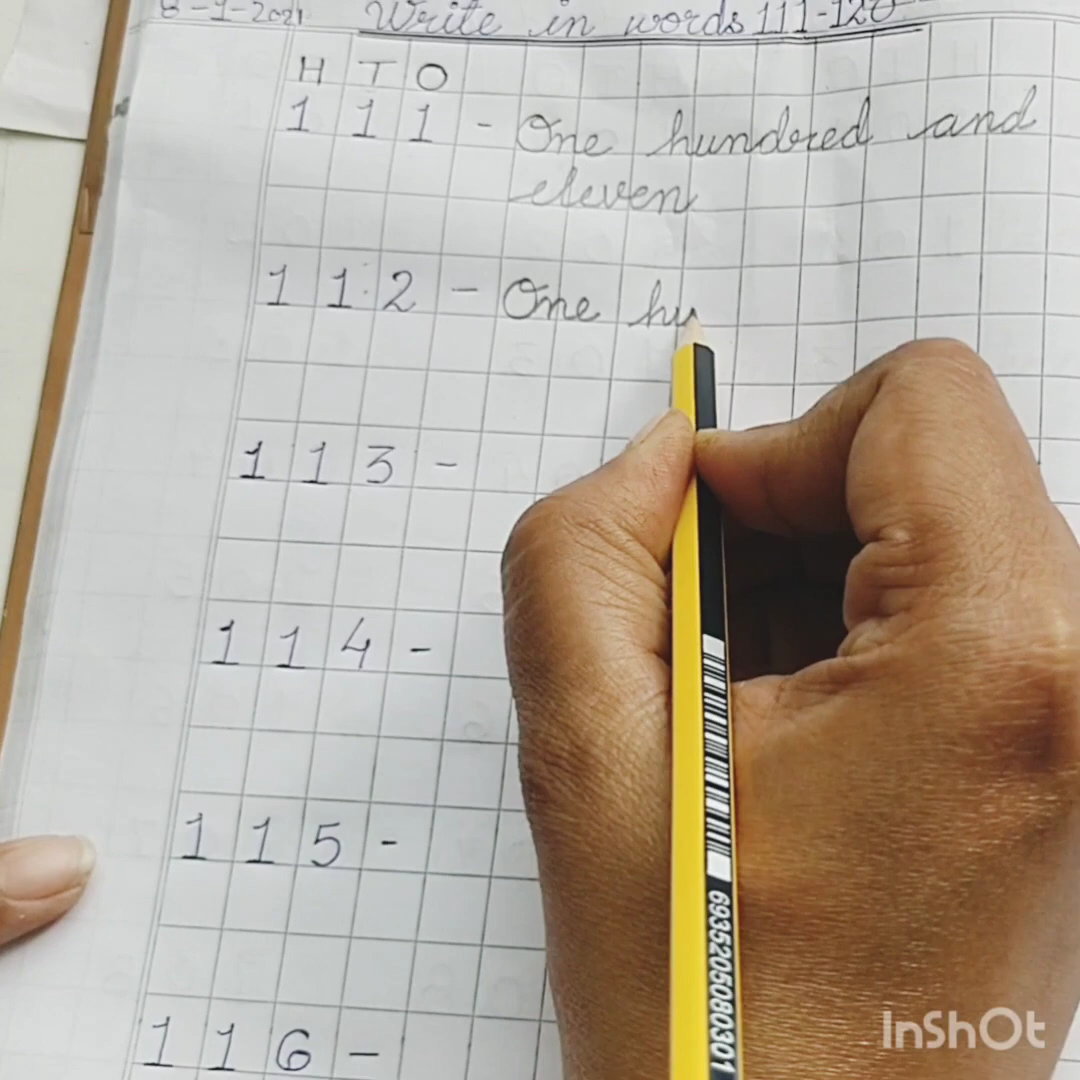 8-1-2021 Write in words 111-120
H T O
1 1 1 - One hundred and
eleven
1 1 2 - One hu
1 1 3 -
1 1 4 -
1 1 5 -
1 1 6 -
6935205080301
InShOt